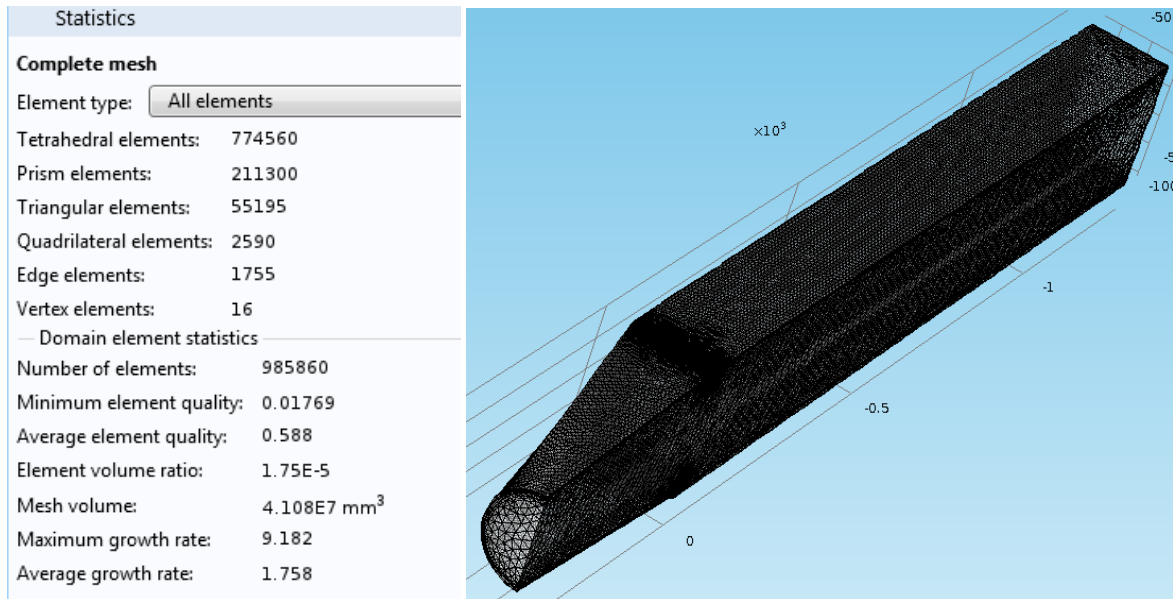 Statistics
Complete mesh
Element type: All elements
Tetrahedral elements: 774560
Prism elements: 211300
Triangular elements: 55195
Quadrilateral elements: 2590
Edge elements: 1755
Vertex elements: 16
Domain element statistics
Number of elements: 985860
Minimum element quality: 0.01769
Average element quality: 0.588
Element volume ratio: 1.75E-5
Mesh volume: 4.108E7 mm³
Maximum growth rate: 9.182
Average growth rate: 1.758
-50
×10³
-5
-100
-1
-0.5
0